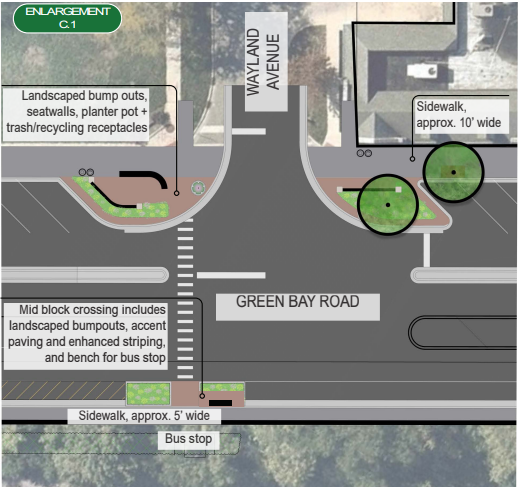 ENLARGEMENT
C.1
WAYLAND
AVENUE
Landscaped bump outs,
seatwalls, planter pot +
trash/recycling receptacles
Sidewalk,
approx. 10' wide
GREEN BAY ROAD
Mid block crossing includes
landscaped bumpouts, accent
paving and enhanced striping,
and bench for bus stop
Sidewalk, approx. 5' wide
Bus stop